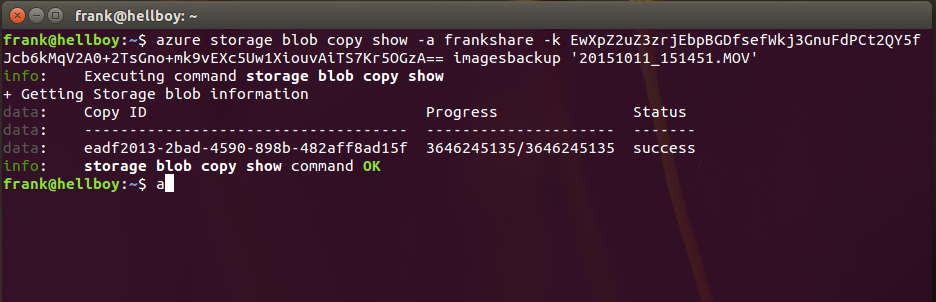 frank@hellboy: ~
frank@hellboy:~$ azure storage blob copy show -a frankshare -k EwXpZ2uZ3zrjEbpBGDfsefWkj3GnuFdPCt2QY5f
Jcb6kMqV2A0+2TsGno+mk9vEXc5Uw1XiouvAiTS7Kr5OGzA== imagesbackup '20151011_151451.MOV'
info:    Executing command storage blob copy show
+ Getting Storage blob information
data:    Copy ID                               Progress               Status
data:    ------------------------------------  ---------------------  -------
data:    eadf2013-2bad-4590-898b-482aff8ad15f  3646245135/3646245135  success
info:    storage blob copy show command OK
frank@hellboy:~$ a